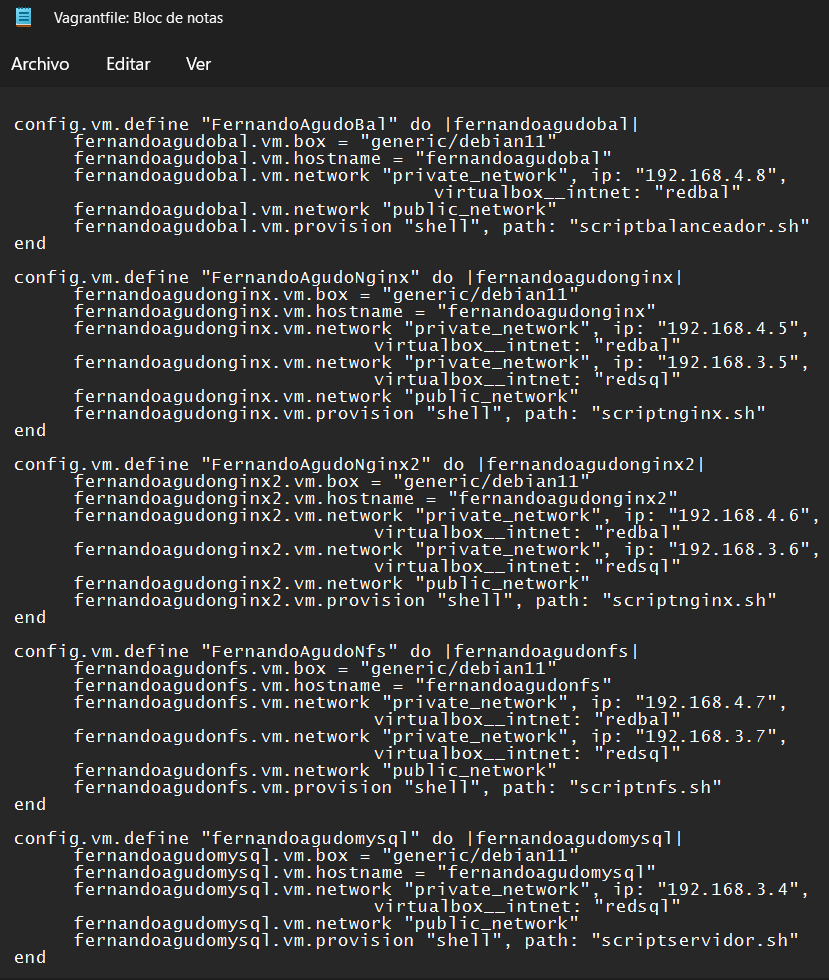 Vagrantfile: Bloc de notas
Archivo Editar Ver
config.vm.define "FernandoAgudoBal" do |fernandoagudobal|
fernandoagudobal.vm.box = "generic/debian11"
fernandoagudobal.vm.hostname = "fernandoagudobal"
fernandoagudobal.vm.network "private_network", ip: "192.168.4.8",
virtualbox__intnet: "redbal"
fernandoagudobal.vm.network "public_network"
fernandoagudobal.vm.provision "shell", path: "scriptbalanceador.sh"
end
config.vm.define "FernandoAgudoNginx" do |fernandoagudonginx|
fernandoagudonginx.vm.box = "generic/debian11"
fernandoagudonginx.vm.hostname = "fernandoagudonginx"
fernandoagudonginx.vm.network "private_network", ip: "192.168.4.5",
virtualbox__intnet: "redbal"
fernandoagudonginx.vm.network "private_network", ip: "192.168.3.5",
virtualbox__intnet: "redsql"
fernandoagudonginx.vm.network "public_network"
fernandoagudonginx.vm.provision "shell", path: "scriptnginx.sh"
end
config.vm.define "FernandoAgudoNginx2" do |fernandoagudonginx2|
fernandoagudonginx2.vm.box = "generic/debian11"
fernandoagudonginx2.vm.hostname = "fernandoagudonginx2"
fernandoagudonginx2.vm.network "private_network", ip: "192.168.4.6",
virtualbox__intnet: "redbal"
fernandoagudonginx2.vm.network "private_network", ip: "192.168.3.6",
virtualbox__intnet: "redsql"
fernandoagudonginx2.vm.network "public_network"
fernandoagudonginx2.vm.provision "shell", path: "scriptnginx.sh"
end
config.vm.define "FernandoAgudoNfs" do |fernandoagudonfs|
fernandoagudonfs.vm.box = "generic/debian11"
fernandoagudonfs.vm.hostname = "fernandoagudonfs"
fernandoagudonfs.vm.network "private_network", ip: "192.168.4.7",
virtualbox__intnet: "redbal"
fernandoagudonfs.vm.network "private_network", ip: "192.168.3.7",
virtualbox__intnet: "redsql"
fernandoagudonfs.vm.network "public_network"
fernandoagudonfs.vm.provision "shell", path: "scriptnfs.sh"
end
config.vm.define "fernandoagudomysql" do |fernandoagudomysql|
fernandoagudomysql.vm.box = "generic/debian11"
fernandoagudomysql.vm.hostname = "fernandoagudomysql"
fernandoagudomysql.vm.network "private_network", ip: "192.168.3.4",
virtualbox__intnet: "redsql"
fernandoagudomysql.vm.network "public_network"
fernandoagudomysql.vm.provision "shell", path: "scriptservidor.sh"
end